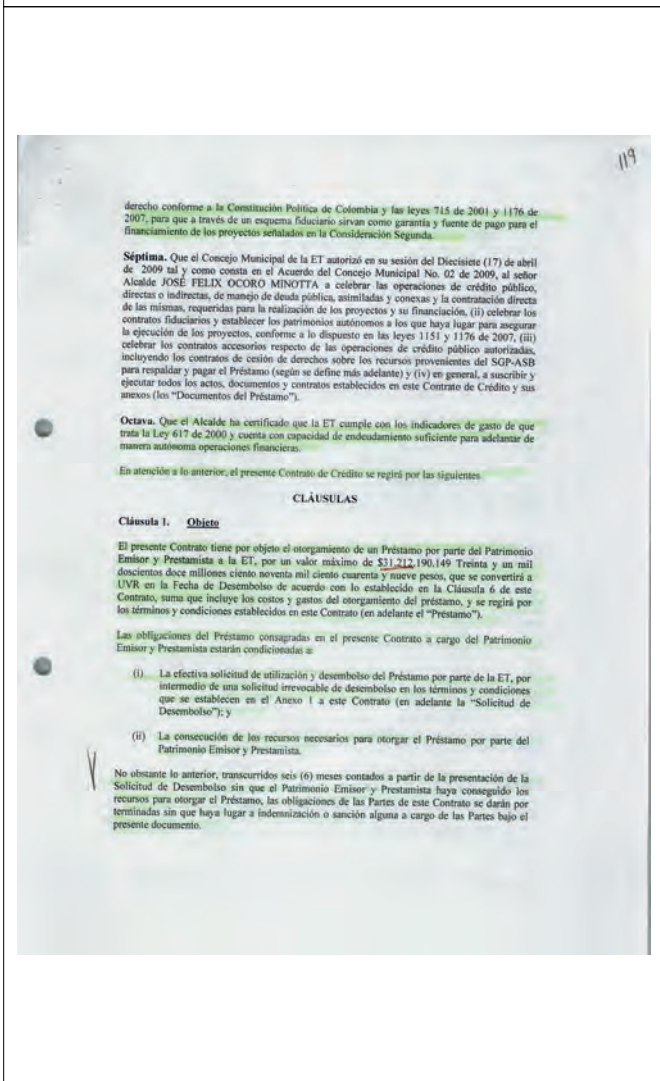 119
derecho conforme a la Constitución Política de Colombia y las leyes 715 de 2001 y 1176 de
2007, para que a través de un esquema fiduciario sirvan como garantía y fuente de pago para el
financiamiento de los proyectos señalados en la Consideración Segunda.
Séptima. Que el Concejo Municipal de la ET autorizó en su sesión del Diecisiete (17) de abril
de 2009 tal y como consta en el Acuerdo del Concejo Municipal No. 02 de 2009, al señor
Alcalde JOSÉ FELIX OCORO MINOTTA a celebrar las operaciones de crédito público,
directas o indirectas, de manejo de deuda pública, asimiladas y conexas y la contratación directa
de las mismas, requeridas para la realización de los proyectos y su financiación, (ii) celebrar los
contratos fiduciarios y establecer los patrimonios autónomos a los que haya lugar para asegurar
la ejecución de los proyectos, conforme a lo dispuesto en las leyes 1151 y 1176 de 2007, (iii)
celebrar los contratos accesorios respecto de las operaciones de crédito público autorizadas,
incluyendo los contratos de cesión de derechos sobre los recursos provenientes del SGP-ASB
para respaldar y pagar el Préstamo (según se define más adelante) y (iv) en general, a suscribir y
ejecutar todos los actos, documentos y contratos establecidos en este Contrato de Crédito y sus
anexos (los "Documentos del Préstamo").
Octava. Que el Alcalde ha certificado que la ET cumple con los indicadores de gasto de que
trata la Ley 617 de 2000 y cuenta con capacidad de endeudamiento suficiente para adelantar de
manera autónoma operaciones financieras.
En atención a lo anterior, el presente Contrato de Crédito se regirá por las siguientes
CLÁUSULAS
Cláusula 1. Objeto
El presente Contrato tiene por objeto el otorgamiento de un Préstamo por parte del Patrimonio
Emisor y Prestamista a la ET, por un valor máximo de $31,212,190,149 Treinta y un mil
doscientos doce millones ciento noventa mil ciento cuarenta y nueve pesos, que se convertirá a
UVR en la Fecha de Desembolso de acuerdo con lo establecido en la Cláusula 6 de este
Contrato, suma que incluye los costos y gastos del otorgamiento del préstamo, y se regirá por
los términos y condiciones establecidos en este Contrato (en adelante el "Préstamo").
Las obligaciones del Préstamo consagradas en el presente Contrato a cargo del Patrimonio
Emisor y Prestamista estarán condicionadas a:
(i) La efectiva solicitud de utilización y desembolso del Préstamo por parte de la ET, por
intermedio de una solicitud irrevocable de desembolso en los términos y condiciones
que se establecen en el Anexo 1 a este Contrato (en adelante la "Solicitud de
Desembolso"); y
(ii) La consecución de los recursos necesarios para otorgar el Préstamo por parte del
Patrimonio Emisor y Prestamista.
No obstante lo anterior, transcurridos seis (6) meses contados a partir de la presentación de la
Solicitud de Desembolso sin que el Patrimonio Emisor y Prestamista haya conseguido los
recursos para otorgar el Préstamo, las obligaciones de las Partes de este Contrato se darán por
terminadas sin que haya lugar a indemnización o sanción alguna a cargo de las Partes bajo el
presente documento.